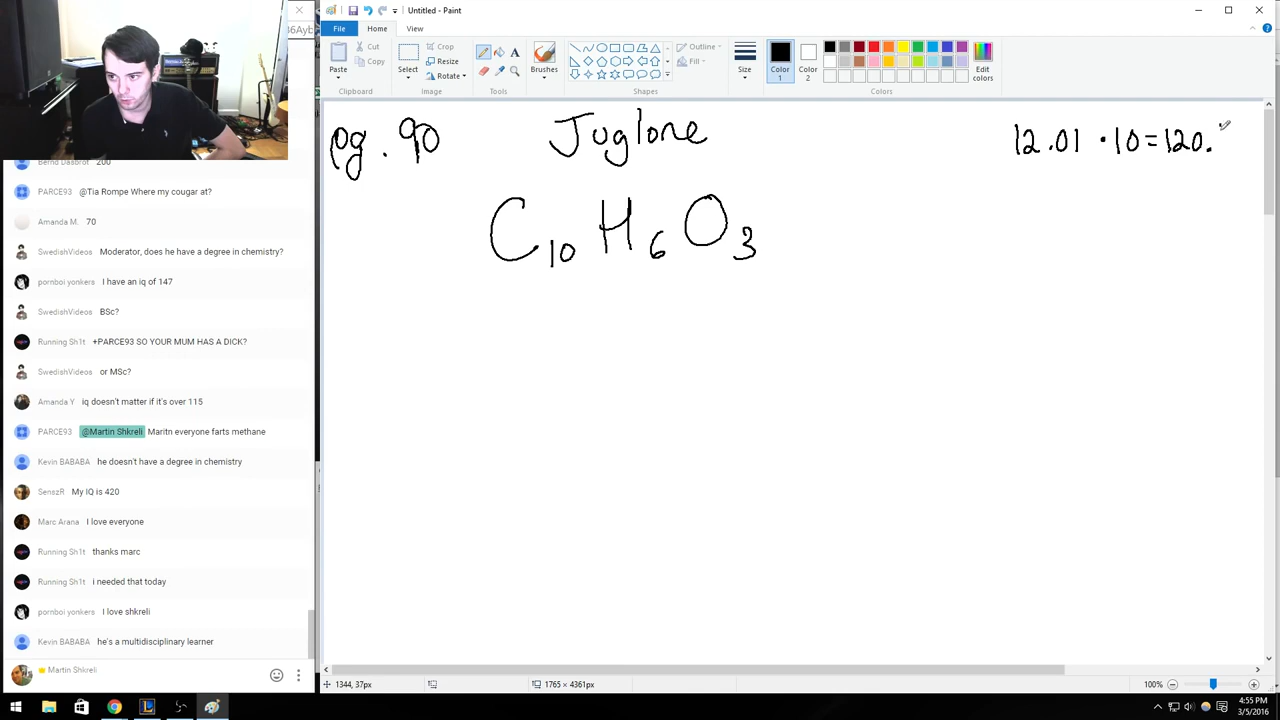 36Ayb
Untitled - Paint
File Home View
Paste Cut Copy Clipboard
Select Crop Resize Rotate Image
Tools
Brushes
Shapes Outline Fill
Size
Color 1 Color 2 Edit colors Colors
pg. 90 Juglone 12.01 · 10 = 120.
C10 H6 O3
Bernd Dasbrot 200
PARCE93 @Tia Rompe Where my cougar at?
Amanda M. 70
SwedishVideos Moderator, does he have a degree in chemistry?
pornboi yonkers I have an iq of 147
SwedishVideos BSc?
Running Sh1t +PARCE93 SO YOUR MUM HAS A DICK?
SwedishVideos or MSc?
Amanda Y iq doesn't matter if it's over 115
PARCE93 @Martin Shkreli Maritn everyone farts methane
Kevin BABABA he doesn't have a degree in chemistry
SenszR My IQ is 420
Marc Arana I love everyone
Running Sh1t thanks marc
Running Sh1t i needed that today
pornboi yonkers I love shkreli
Kevin BABABA he's a multidisciplinary learner
Martin Shkreli
1344, 37px 1765 × 4361px 100%
4:55 PM
3/5/2016